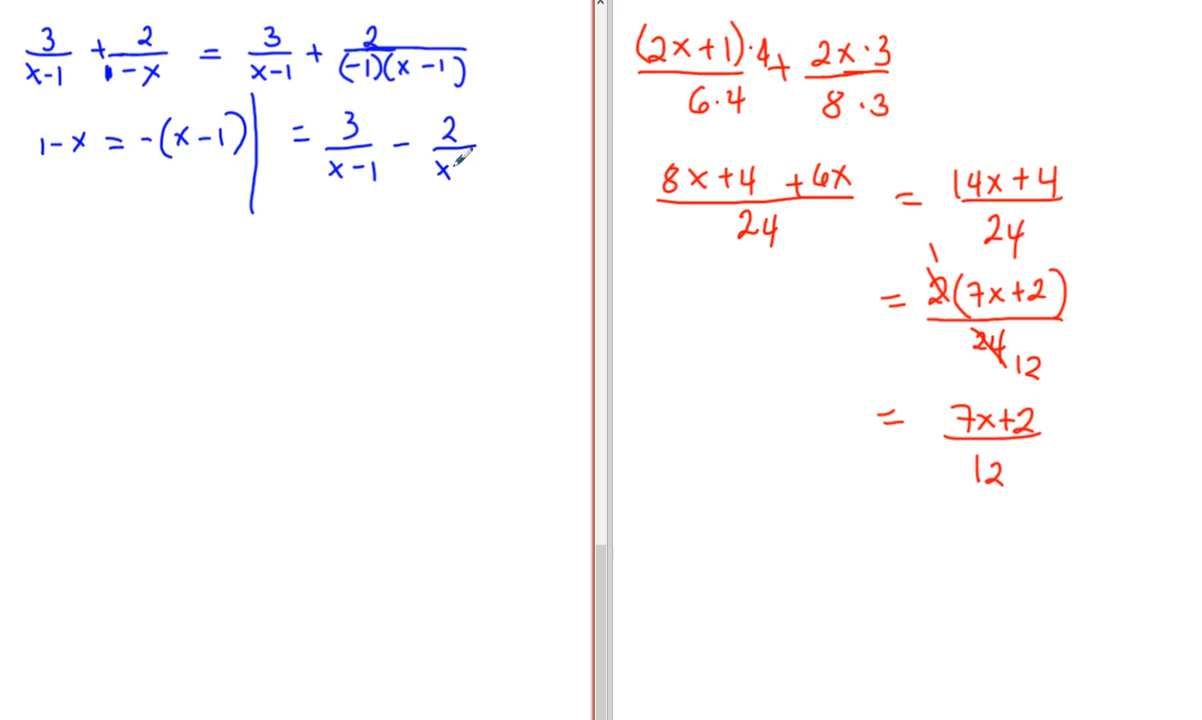 3/(x-1) + 2/(1-x) = 3/(x-1) + 2/((-1)(x-1))
1-x = -(x-1) | = 3/(x-1) - 2/x
((2x+1)·4)/(6·4) + (2x·3)/(8·3)
(8x+4 +6x)/24 = (14x+4)/24
1
= 2(7x+2)/24 12
= (7x+2)/12